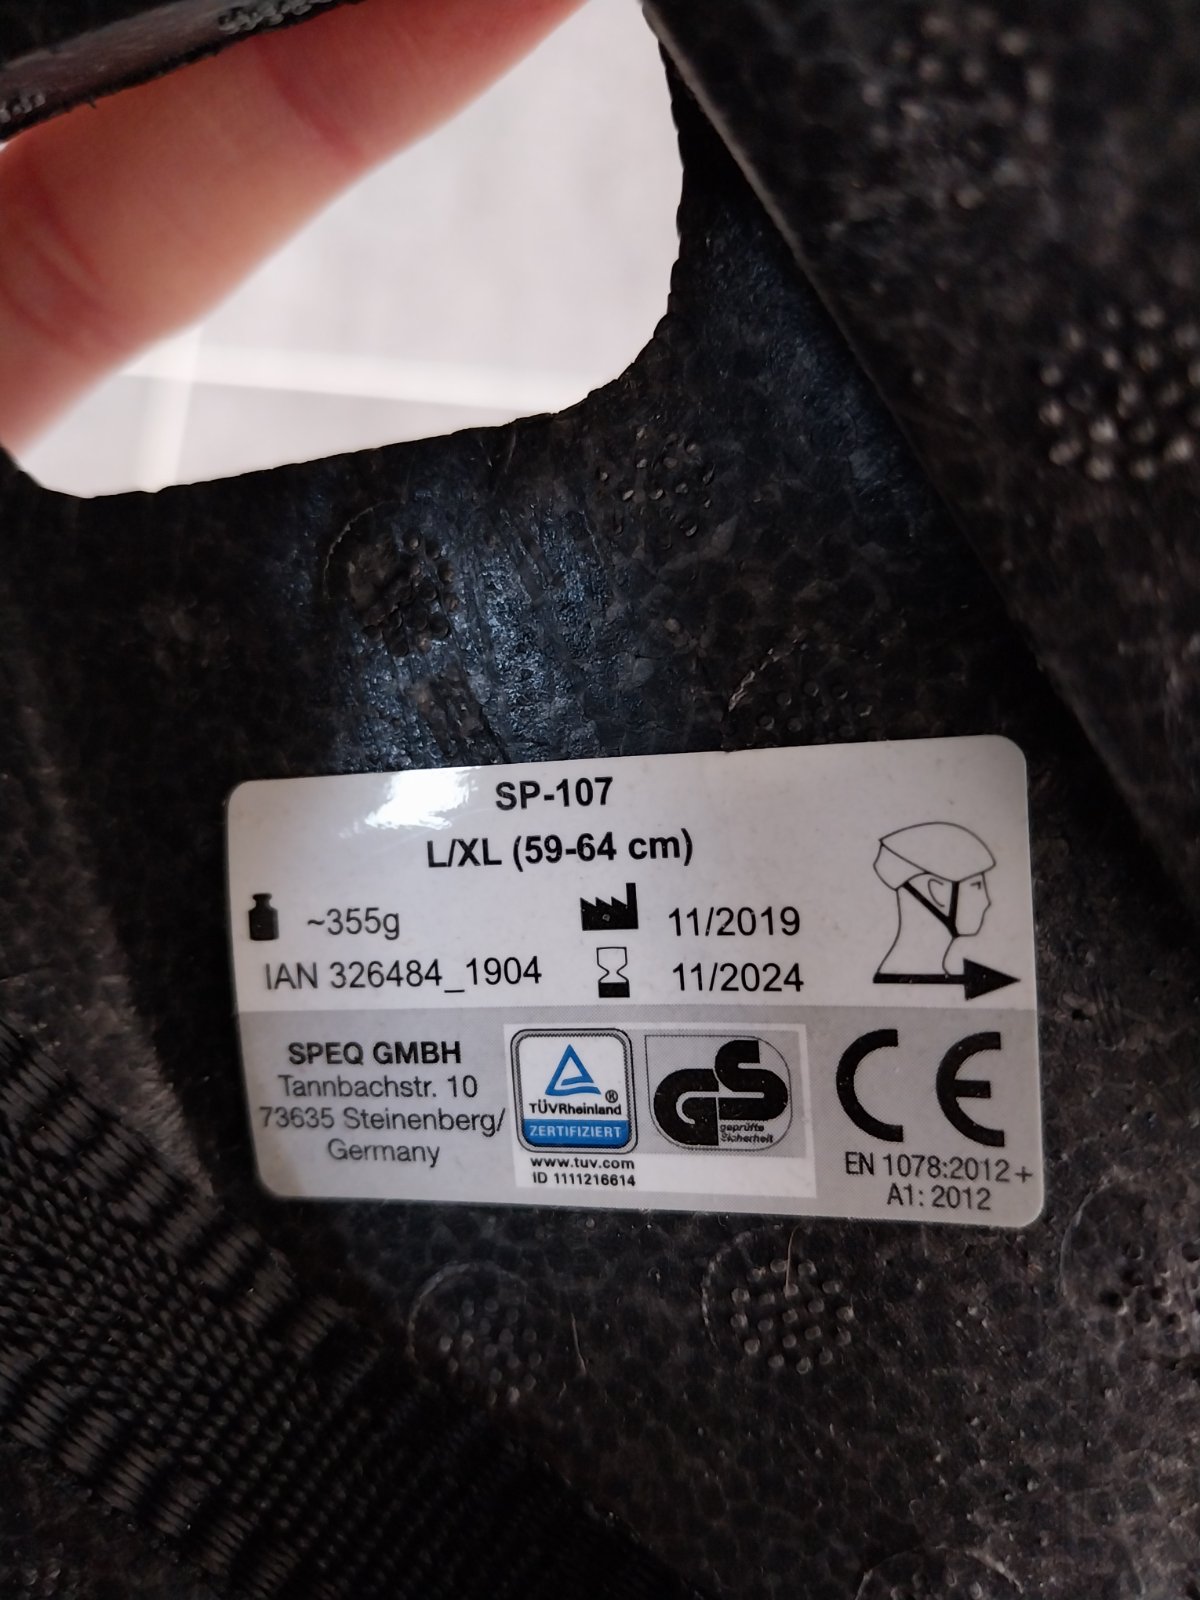 SP-107
L/XL (59-64 cm)
~355g
11/2019
IAN 326484_1904
11/2024
SPEQ GMBH
Tannbachstr. 10
73635 Steinenberg/
Germany
TÜVRheinland®
ZERTIFIZIERT
www.tuv.com
ID 1111216614
GS
geprüfte
Sicherheit
CE
EN 1078:2012+
A1: 2012